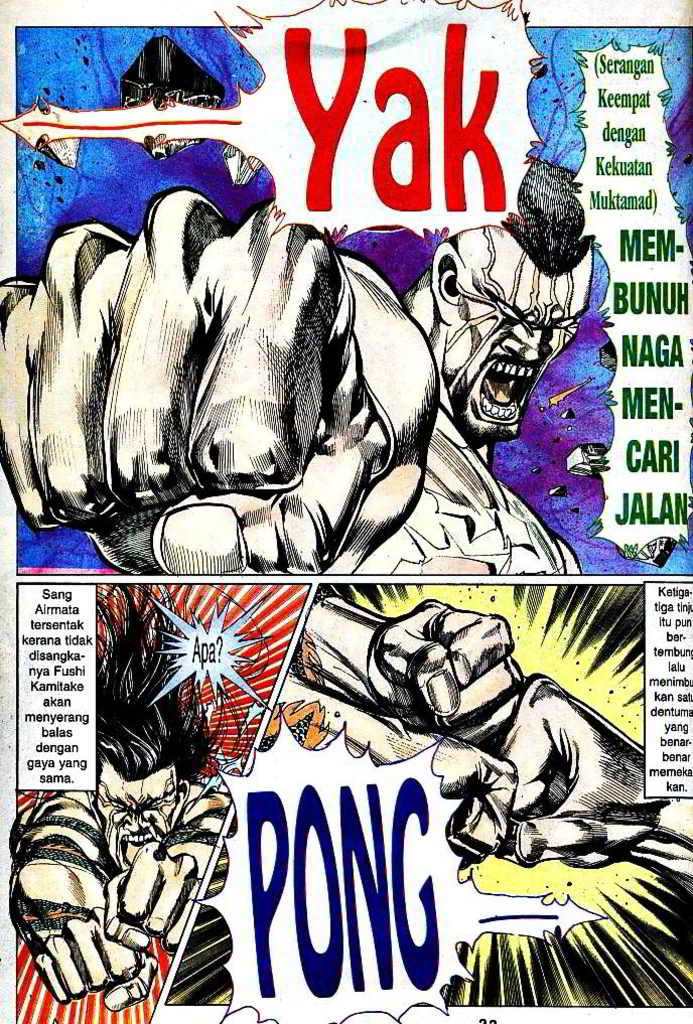 Yak
(Serangan
Keempat
dengan
Kekuatan
Muktamad)
MEM-
BUNUH
NAGA
MEN-
CARI
JALAN
Sang
Airmata
tersentak
kerana tidak
disangka-
nya Fushi
Kamitake
akan
menyerang
balas
dengan
gaya yang
sama.
Apa?
Ketiga-
tiga tinju
itu pun
ber-
tembung
lalu
menimbu
kan satu
dentuma
yang
benar-
benar
memeka
kan.
PONG